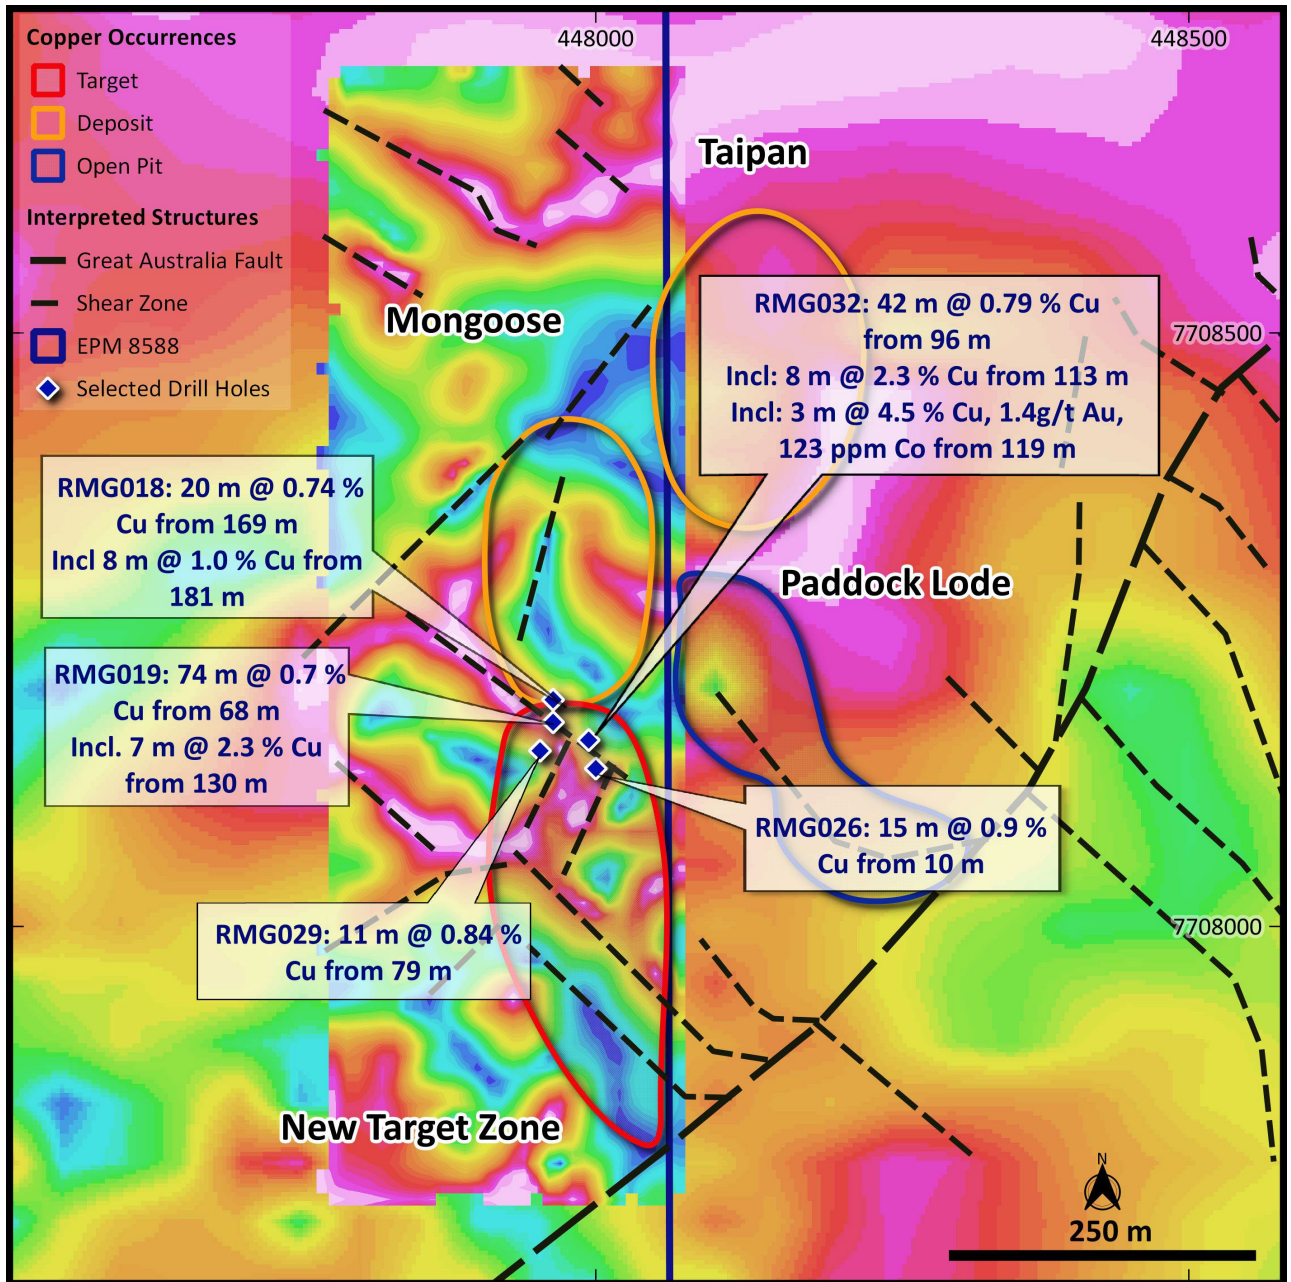 Copper Occurrences
Target
Deposit
Open Pit
Interpreted Structures
Great Australia Fault
Shear Zone
EPM 8588
Selected Drill Holes
448000
448500
Taipan
Mongoose
RMG032: 42 m @ 0.79 % Cu
from 96 m
Incl: 8 m @ 2.3 % Cu from 113 m
Incl: 3 m @ 4.5 % Cu, 1.4g/t Au,
123 ppm Co from 119 m
7708500
RMG018: 20 m @ 0.74 %
Cu from 169 m
Incl 8 m @ 1.0 % Cu from
181 m
Paddock Lode
RMG019: 74 m @ 0.7 %
Cu from 68 m
Incl. 7 m @ 2.3 % Cu
from 130 m
RMG026: 15 m @ 0.9 %
Cu from 10 m
RMG029: 11 m @ 0.84 %
Cu from 79 m
7708000
New Target Zone
N
250 m